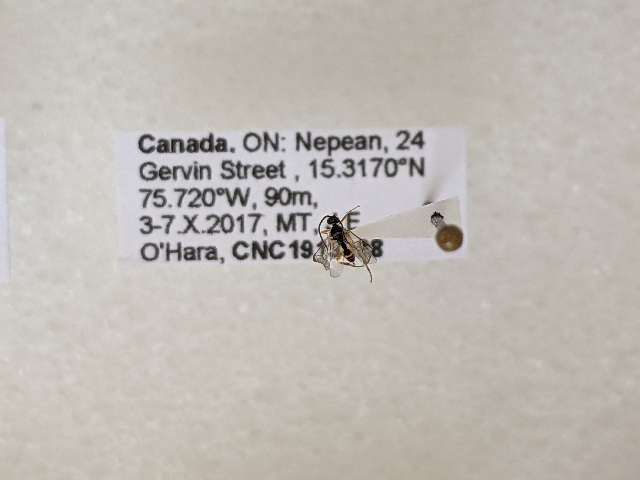 Canada. ON: Nepean, 24
Gervin Street , 15.3170°N
75.720°W, 90m,
3-7.X.2017, MT, E
O'Hara,